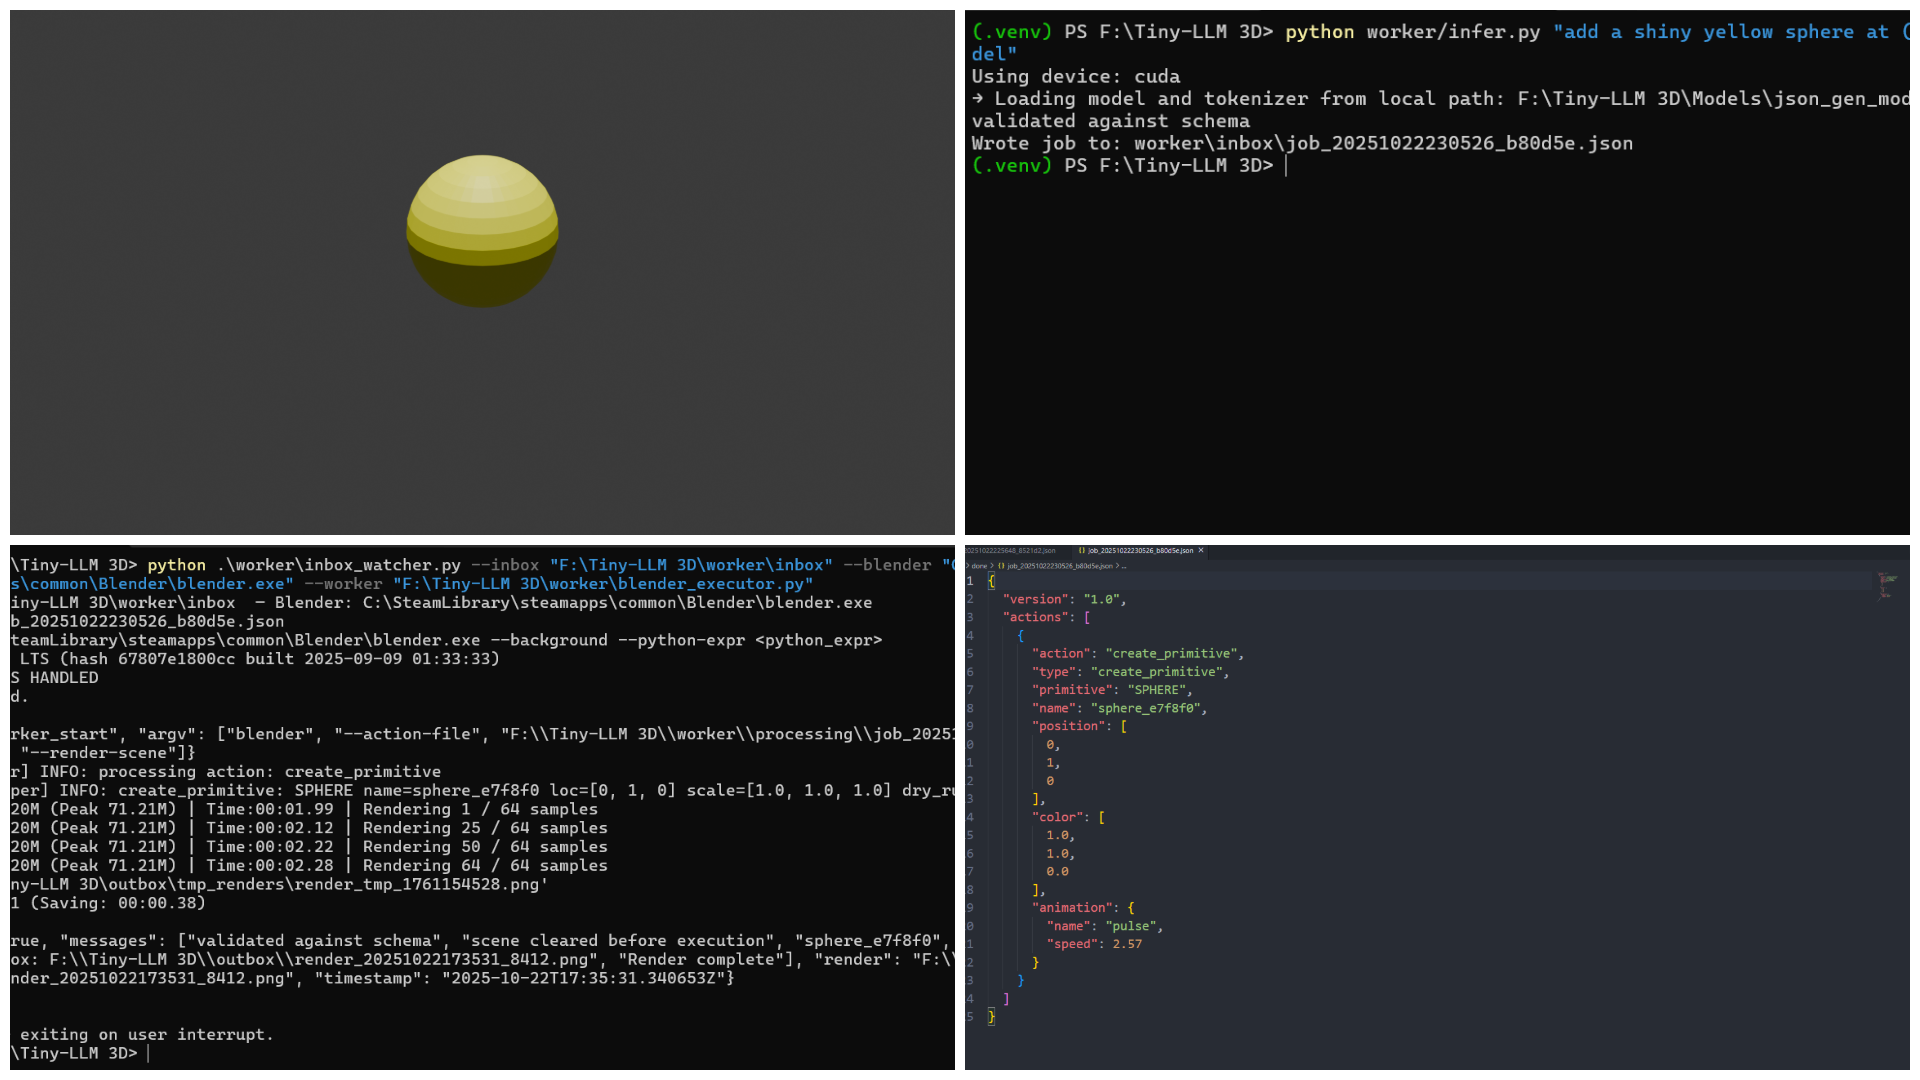 (.venv) PS F:\Tiny-LLM 3D> python worker/infer.py "add a shiny yellow sphere at (
del"
Using device: cuda
→ Loading model and tokenizer from local path: F:\Tiny-LLM 3D\Models\json_gen_mod
validated against schema
Wrote job to: worker\inbox\job_20251022230526_b80d5e.json
(.venv) PS F:\Tiny-LLM 3D>
\Tiny-LLM 3D> python .\worker\inbox_watcher.py --inbox "F:\Tiny-LLM 3D\worker\inbox" --blender "C
s\common\Blender\blender.exe" --worker "F:\Tiny-LLM 3D\worker\blender_executor.py"
iny-LLM 3D\worker\inbox  — Blender: C:\SteamLibrary\steamapps\common\Blender\blender.exe
b_20251022230526_b80d5e.json
teamLibrary\steamapps\common\Blender\blender.exe --background --python-expr <python_expr>
LTS (hash 67807e1800cc built 2025-09-09 01:33:33)
S HANDLED
d.
rker_start", "argv": ["blender", "--action-file", "F:\\Tiny-LLM 3D\\worker\\processing\\job_20251
"--render-scene"]}
r] INFO: processing action: create_primitive
per] INFO: create_primitive: SPHERE name=sphere_e7f8f0 loc=[0, 1, 0] scale=[1.0, 1.0, 1.0] dry_ru
20M (Peak 71.21M) | Time:00:01.99 | Rendering 1 / 64 samples
20M (Peak 71.21M) | Time:00:02.12 | Rendering 25 / 64 samples
20M (Peak 71.21M) | Time:00:02.22 | Rendering 50 / 64 samples
20M (Peak 71.21M) | Time:00:02.28 | Rendering 64 / 64 samples
ny-LLM 3D\outbox\tmp_renders\render_tmp_1761154528.png'
1 (Saving: 00:00.38)
rue, "messages": ["validated against schema", "scene cleared before execution", "sphere_e7f8f0",
ox: F:\\Tiny-LLM 3D\\outbox\\render_20251022173531_8412.png", "Render complete"], "render": "F:\\
nder_20251022173531_8412.png", "timestamp": "2025-10-22T17:35:31.340653Z"}
exiting on user interrupt.
\Tiny-LLM 3D>
20251022225648_8521d2.json {} job_20251022230526_b80d5e.json ×
> done > {} job_20251022230526_b80d5e.json > ...
1 {
2 "version": "1.0",
3 "actions": [
4 {
5 "action": "create_primitive",
6 "type": "create_primitive",
7 "primitive": "SPHERE",
8 "name": "sphere_e7f8f0",
9 "position": [
0 0,
1 1,
2 0
3 ],
4 "color": [
5 1.0,
6 1.0,
7 0.0
8 ],
9 "animation": {
0 "name": "pulse",
1 "speed": 2.57
2 }
3 }
4 ]
5 }